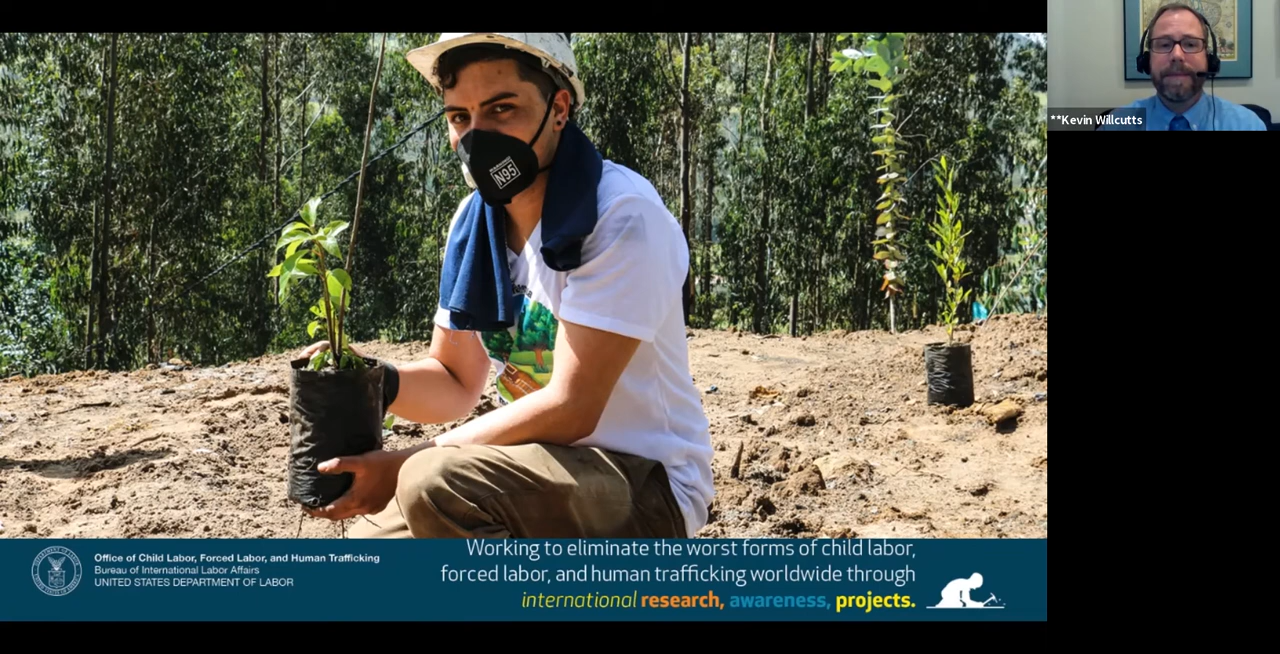 **Kevin Willcutts
N95
Office of Child Labor, Forced Labor, and Human Trafficking
Bureau of International Labor Affairs
UNITED STATES DEPARTMENT OF LABOR
Working to eliminate the worst forms of child labor,
forced labor, and human trafficking worldwide through
international research, awareness, projects.